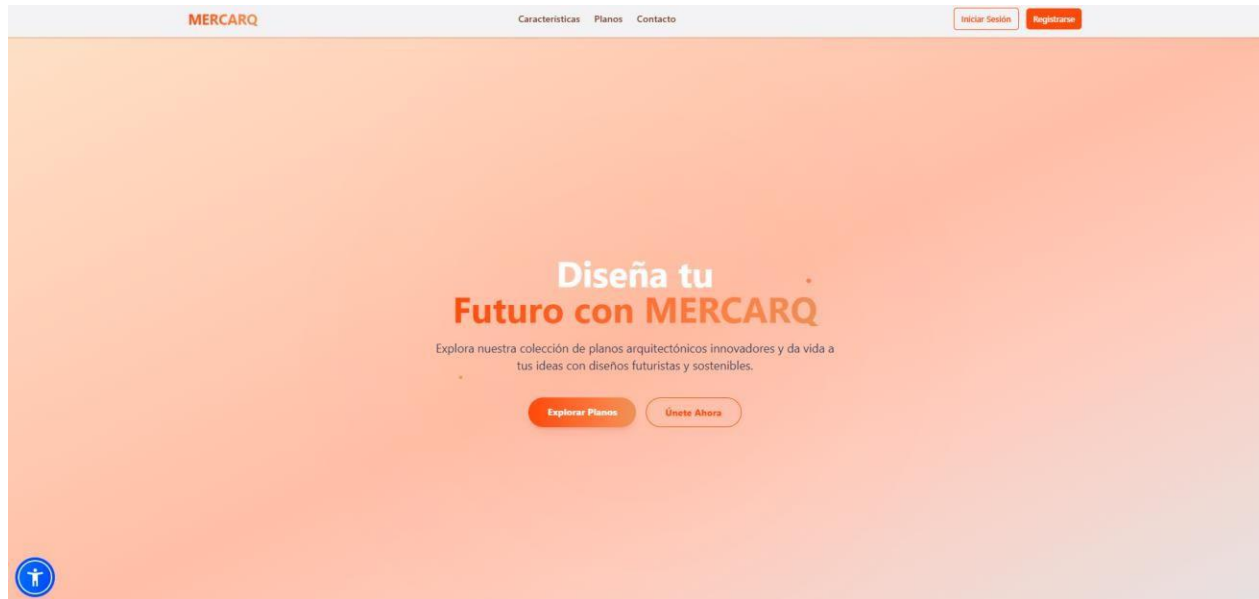 MERCARQ
Características Planos Contacto
Iniciar Sesión Registrarse
Diseña tu
Futuro con MERCARQ
Explora nuestra colección de planos arquitectónicos innovadores y da vida a
tus ideas con diseños futuristas y sostenibles.
Explorar Planos Únete Ahora